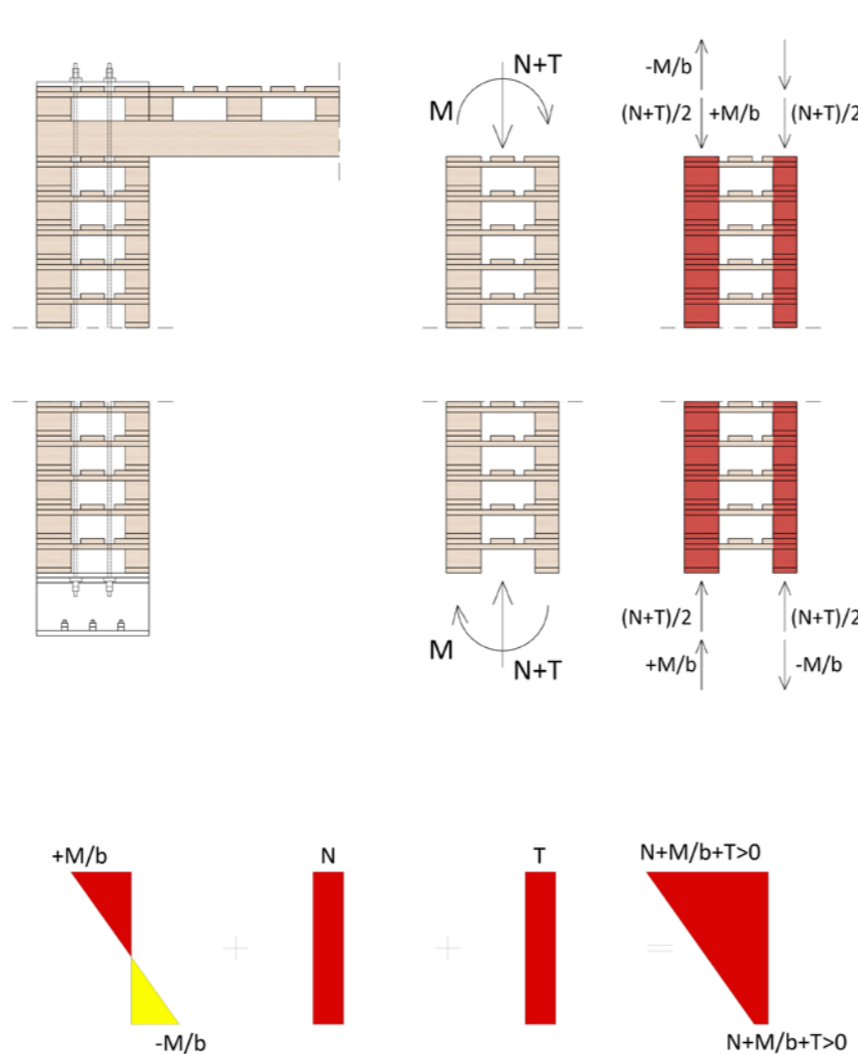 N+T
M
-M/b
(N+T)/2
+M/b
(N+T)/2
M
N+T
(N+T)/2
(N+T)/2
+M/b
-M/b
+M/b
N
T
N+M/b+T>0
+
+
=
-M/b
N+M/b+T>0